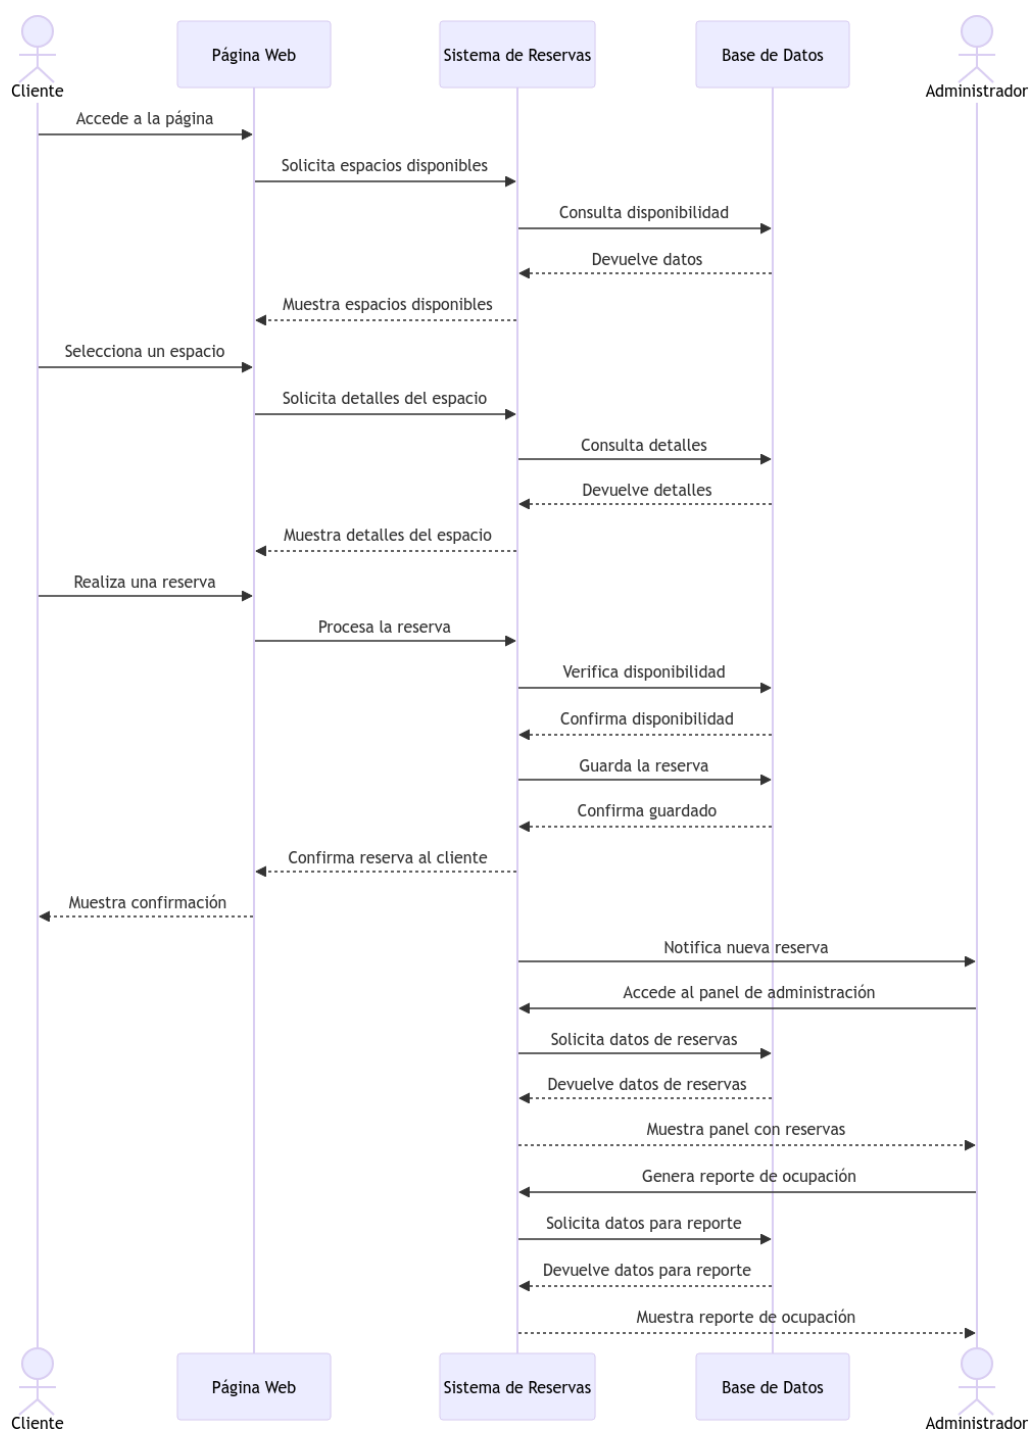 Página Web
Sistema de Reservas
Base de Datos
Cliente
Administrador
Accede a la página
Solicita espacios disponibles
Consulta disponibilidad
Devuelve datos
Muestra espacios disponibles
Selecciona un espacio
Solicita detalles del espacio
Consulta detalles
Devuelve detalles
Muestra detalles del espacio
Realiza una reserva
Procesa la reserva
Verifica disponibilidad
Confirma disponibilidad
Guarda la reserva
Confirma guardado
Confirma reserva al cliente
Muestra confirmación
Notifica nueva reserva
Accede al panel de administración
Solicita datos de reservas
Devuelve datos de reservas
Muestra panel con reservas
Genera reporte de ocupación
Solicita datos para reporte
Devuelve datos para reporte
Muestra reporte de ocupación
Página Web
Sistema de Reservas
Base de Datos
Cliente
Administrador